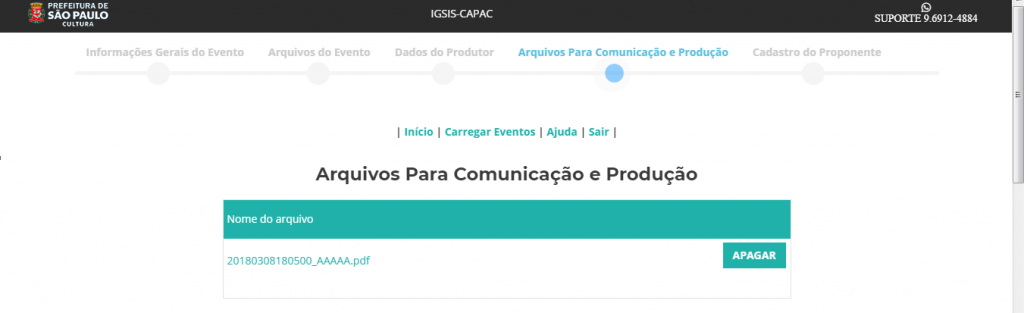 PREFEITURA DE
SÃO PAULO
CULTURA
IGSIS-CAPAC
SUPORTE 9.6912-4884
Informações Gerais do Evento Arquivos do Evento Dados do Produtor Arquivos Para Comunicação e Produção Cadastro do Proponente
| Início | Carregar Eventos | Ajuda | Sair |
Arquivos Para Comunicação e Produção
Nome do arquivo
20180308180500_AAAAA.pdf APAGAR